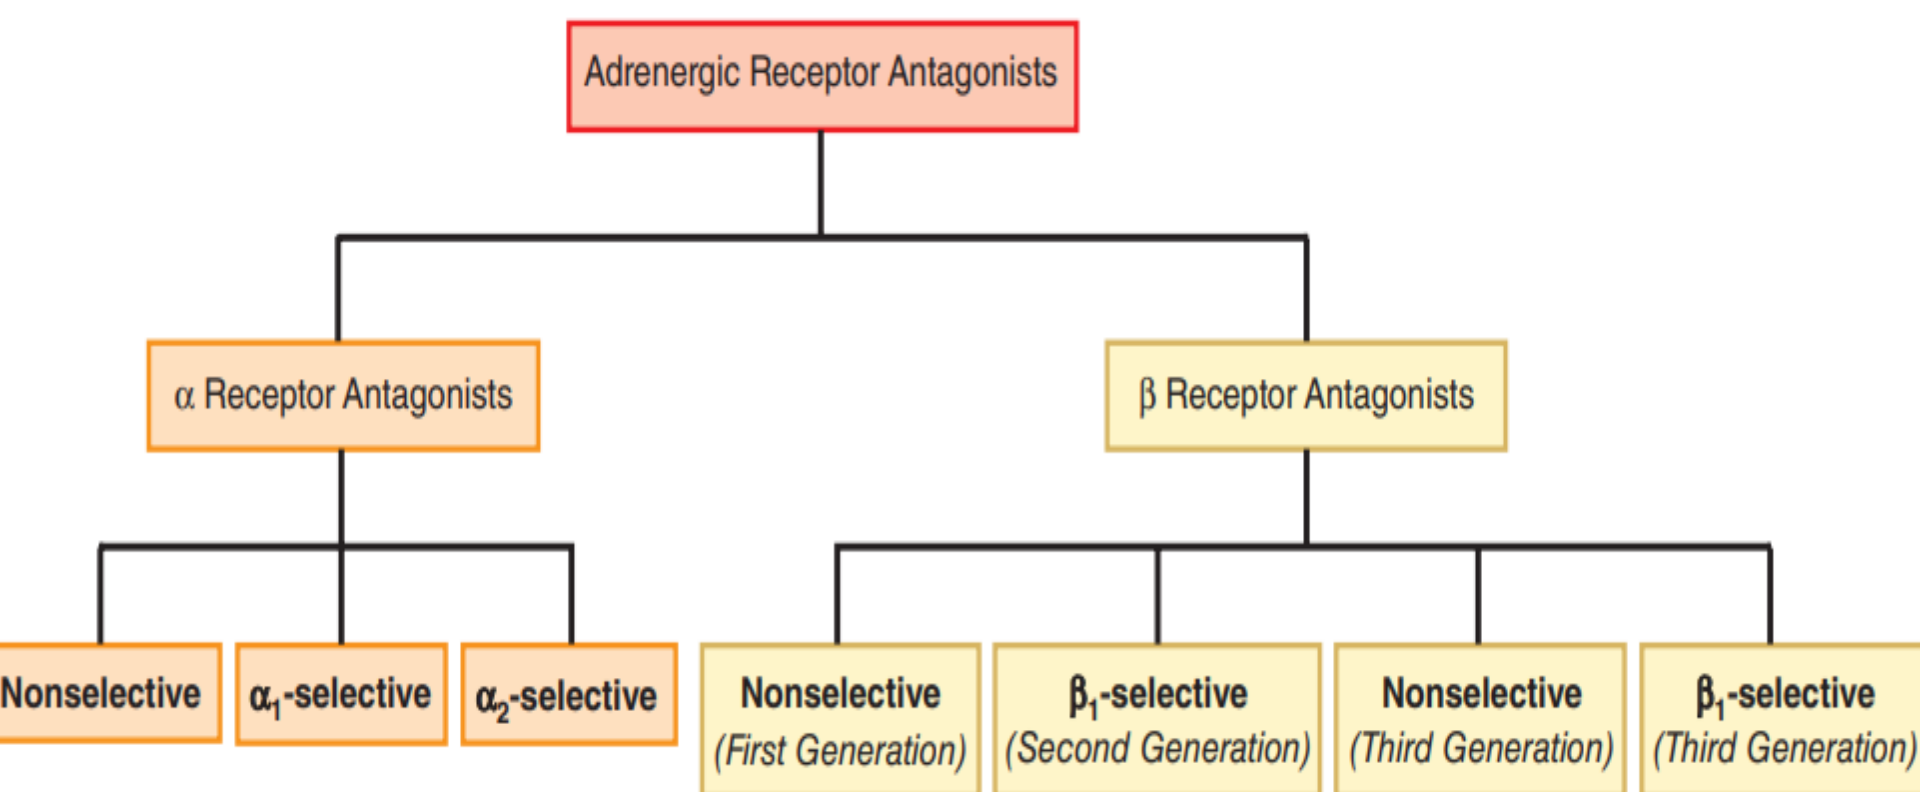 Adrenergic Receptor Antagonists
α Receptor Antagonists
β Receptor Antagonists
Nonselective
α₁-selective
α₂-selective
Nonselective
(First Generation)
β₁-selective
(Second Generation)
Nonselective
(Third Generation)
β₁-selective
(Third Generation)